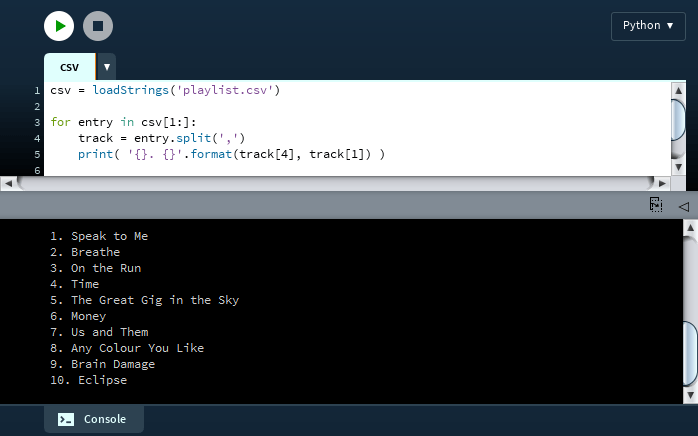 Python ▼
CSV ▼
1 csv = loadStrings('playlist.csv')
2
3 for entry in csv[1:]:
4     track = entry.split(',')
5     print( '{}. {}'.format(track[4], track[1]) )
6
1. Speak to Me
2. Breathe
3. On the Run
4. Time
5. The Great Gig in the Sky
6. Money
7. Us and Them
8. Any Colour You Like
9. Brain Damage
10. Eclipse
Console